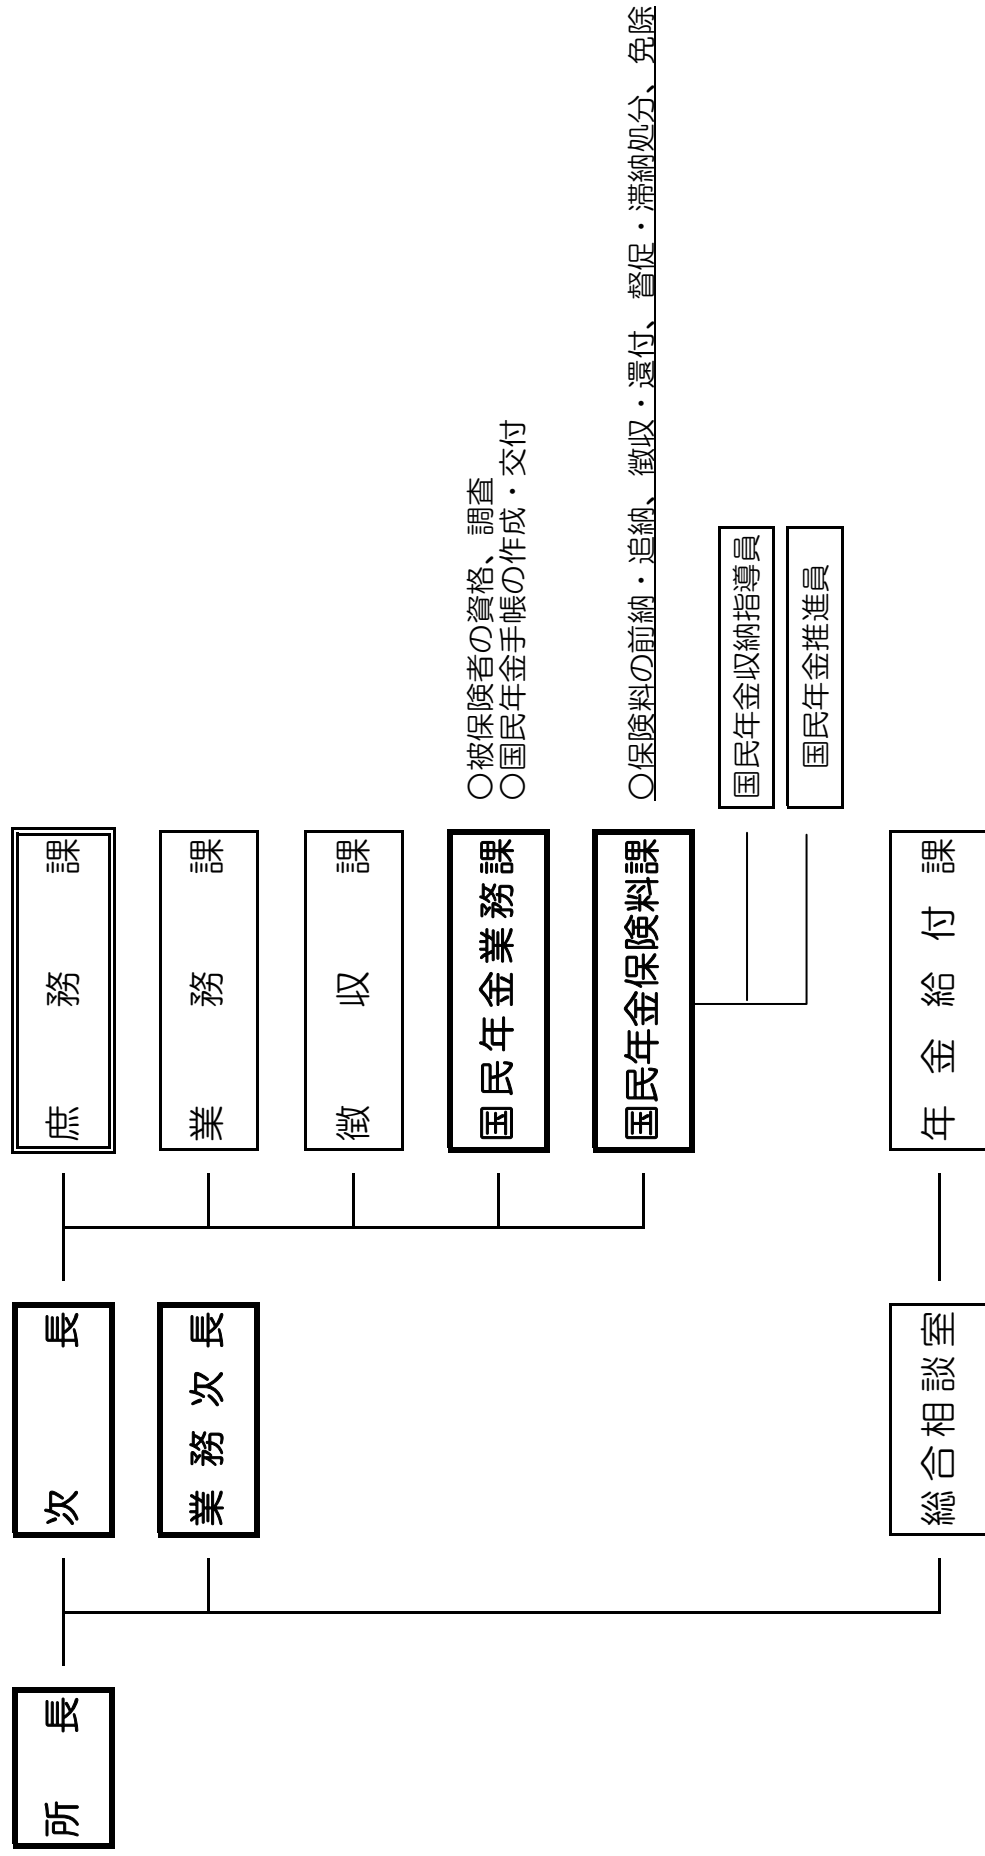 所長
次長
業務次長
総合相談室
庶務課
業務課
徴収課
国民年金業務課
○被保険者の資格、調査
○国民年金手帳の作成・交付
国民年金保険料課
○保険料の前納・追納、徴収・還付、督促・滞納処分、免除
国民年金収納指導員
国民年金推進員
年金給付課